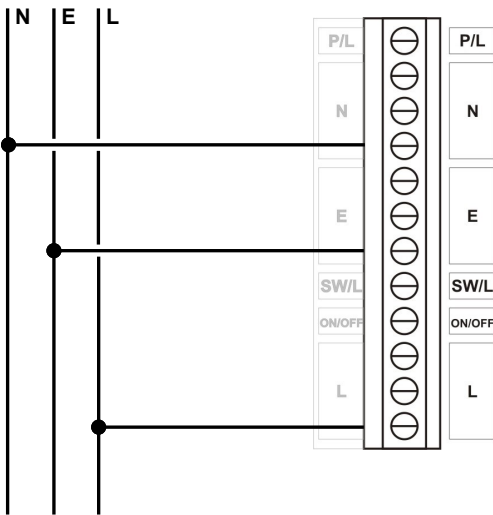 N E L
P/L P/L
N N
E E
SW/L SW/L
ON/OFF ON/OFF
L L